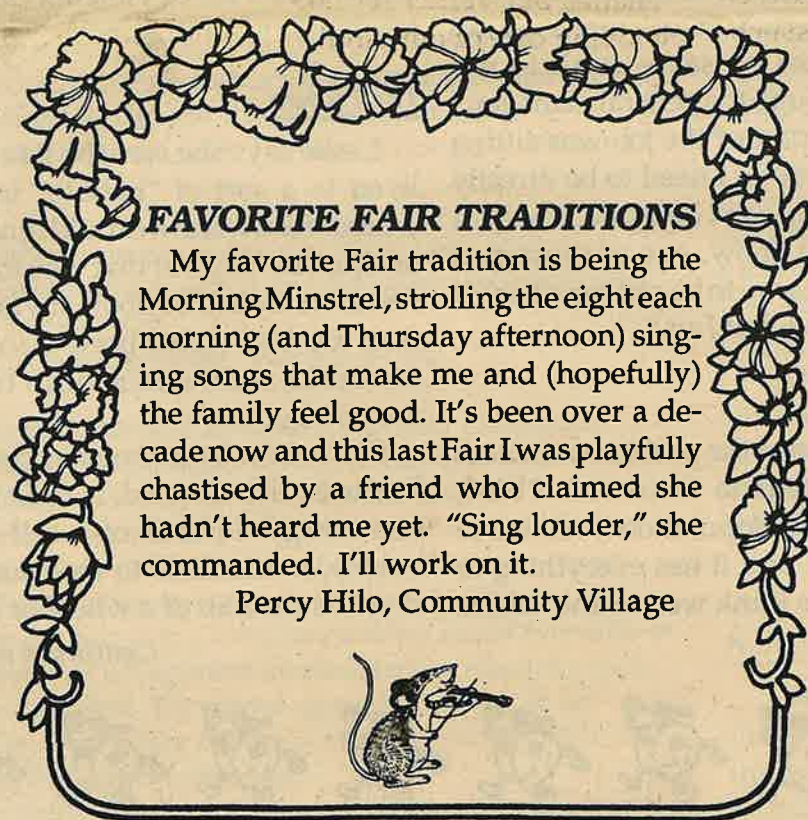 FAVORITE FAIR TRADITIONS
My favorite Fair tradition is being the
Morning Minstrel, strolling the eight each
morning (and Thursday afternoon) sing-
ing songs that make me and (hopefully)
the family feel good. It's been over a de-
cade now and this last Fair I was playfully
chastised by a friend who claimed she
hadn't heard me yet. "Sing louder," she
commanded. I'll work on it.
Percy Hilo, Community Village